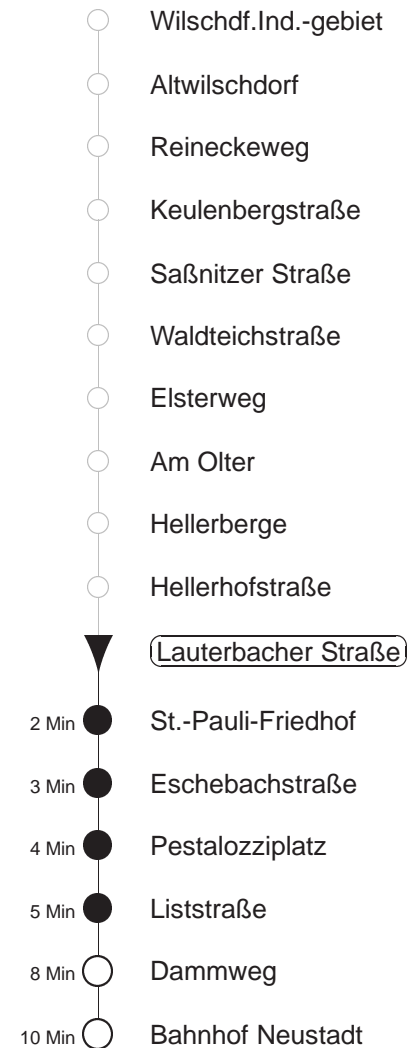 Wilschdf.Ind.-gebiet
Altwilschdorf
Reineckeweg
Keulenbergstraße
Saßnitzer Straße
Waldteichstraße
Elsterweg
Am Olter
Hellerberge
Hellerhofstraße
Lauterbacher Straße
2 Min St.-Pauli-Friedhof
3 Min Eschebachstraße
4 Min Pestalozziplatz
5 Min Liststraße
8 Min Dammweg
10 Min Bahnhof Neustadt